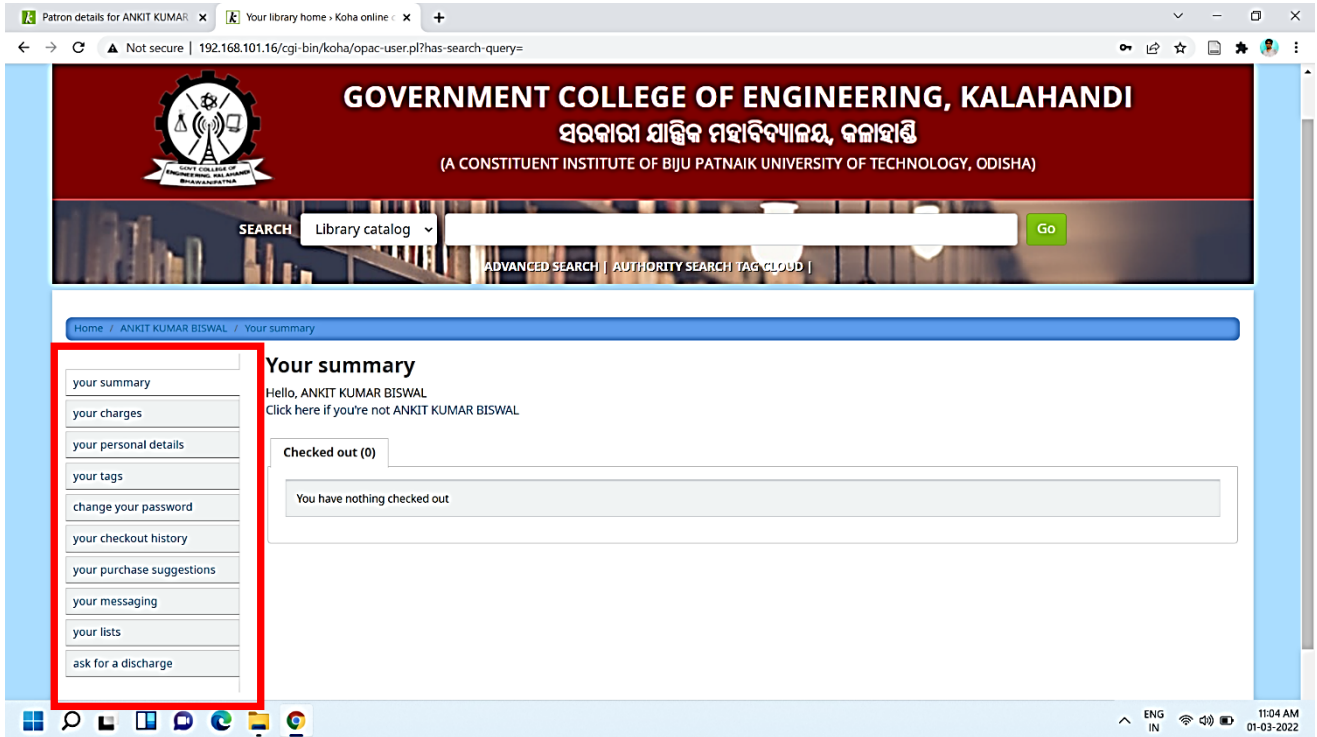 Patron details for ANKIT KUMAR
Your library home › Koha online c
Not secure | 192.168.101.16/cgi-bin/koha/opac-user.pl?has-search-query=
GOVERNMENT COLLEGE OF ENGINEERING, KALAHANDI
ସରକାରୀ ଯାନ୍ତ୍ରିକ ମହାବିଦ୍ୟାଳୟ, କଳାହାଣ୍ଡି
(A CONSTITUENT INSTITUTE OF BIJU PATNAIK UNIVERSITY OF TECHNOLOGY, ODISHA)
GOVT COLLEGE OF
ENGINEERING, KALAHANDI
BHAWANIPATNA
SEARCH Library catalog Go
ADVANCED SEARCH | AUTHORITY SEARCH TAG CLOUD |
Home / ANKIT KUMAR BISWAL / Your summary
your summary
your charges
your personal details
your tags
change your password
your checkout history
your purchase suggestions
your messaging
your lists
ask for a discharge
Your summary
Hello, ANKIT KUMAR BISWAL
Click here if you're not ANKIT KUMAR BISWAL
Checked out (0)
You have nothing checked out
ENG
IN
11:04 AM
01-03-2022